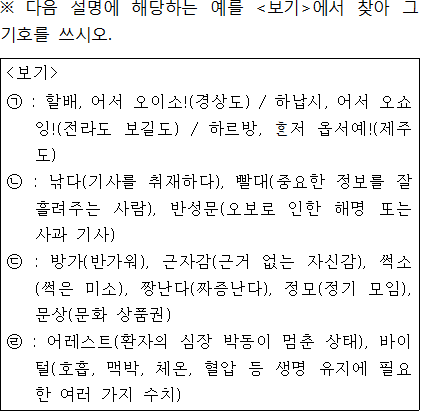 ※ 다음 설명에 해당하는 예를 <보기>에서 찾아 그
기호를 쓰시오.
<보기>
㉠ : 할배, 어서 오이소!(경상도) / 하납시, 어서 오쇼
잉!(전라도 보길도) / 하르방, 혼저 옵서예!(제주
도)
㉡ : 낚다(기사를 취재하다), 빨대(중요한 정보를 잘
흘려주는 사람), 반성문(오보로 인한 해명 또는
사과 기사)
㉢ : 방가(반가워), 근자감(근거 없는 자신감), 썩소
(썩은 미소), 짱난다(짜증난다), 정모(정기 모임),
문상(문화 상품권)
㉣ : 어레스트(환자의 심장 박동이 멈춘 상태), 바이
털(호흡, 맥박, 체온, 혈압 등 생명 유지에 필요
한 여러 가지 수치)